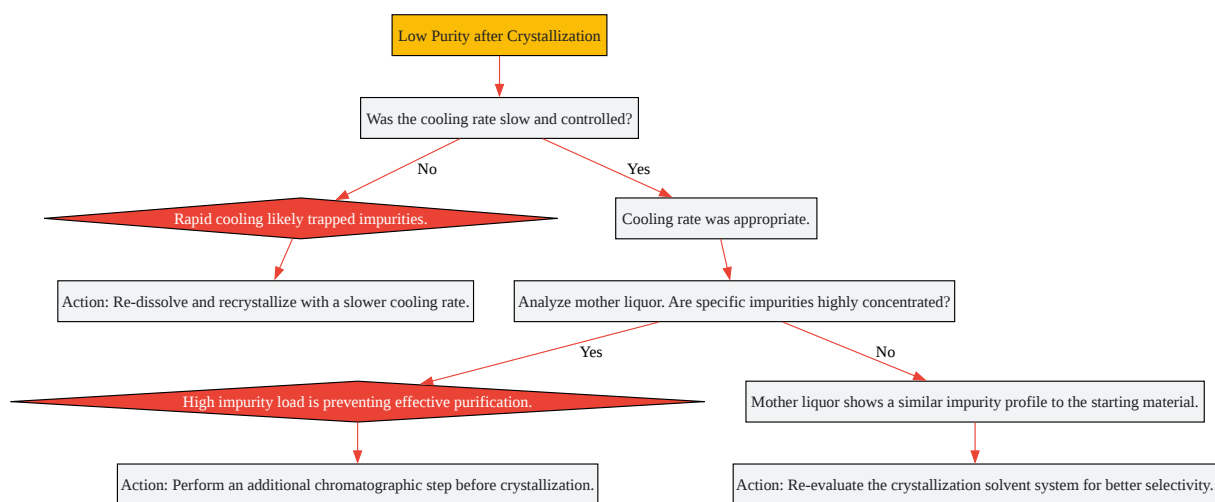 Low Purity after Crystallization
Was the cooling rate slow and controlled?
No
Yes
Rapid cooling likely trapped impurities.
Cooling rate was appropriate.
Action: Re-dissolve and recrystallize with a slower cooling rate.
Analyze mother liquor. Are specific impurities highly concentrated?
Yes
No
High impurity load is preventing effective purification.
Mother liquor shows a similar impurity profile to the starting material.
Action: Perform an additional chromatographic step before crystallization.
Action: Re-evaluate the crystallization solvent system for better selectivity.